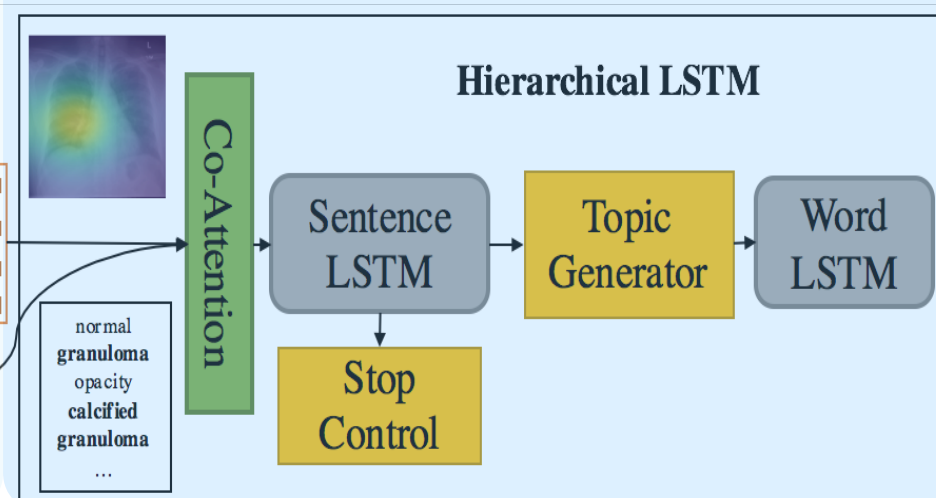 Hierarchical LSTM
L
Co-Attention
Sentence
LSTM
Topic
Generator
Word
LSTM
Stop
Control
normal
granuloma
opacity
calcified
granuloma
...